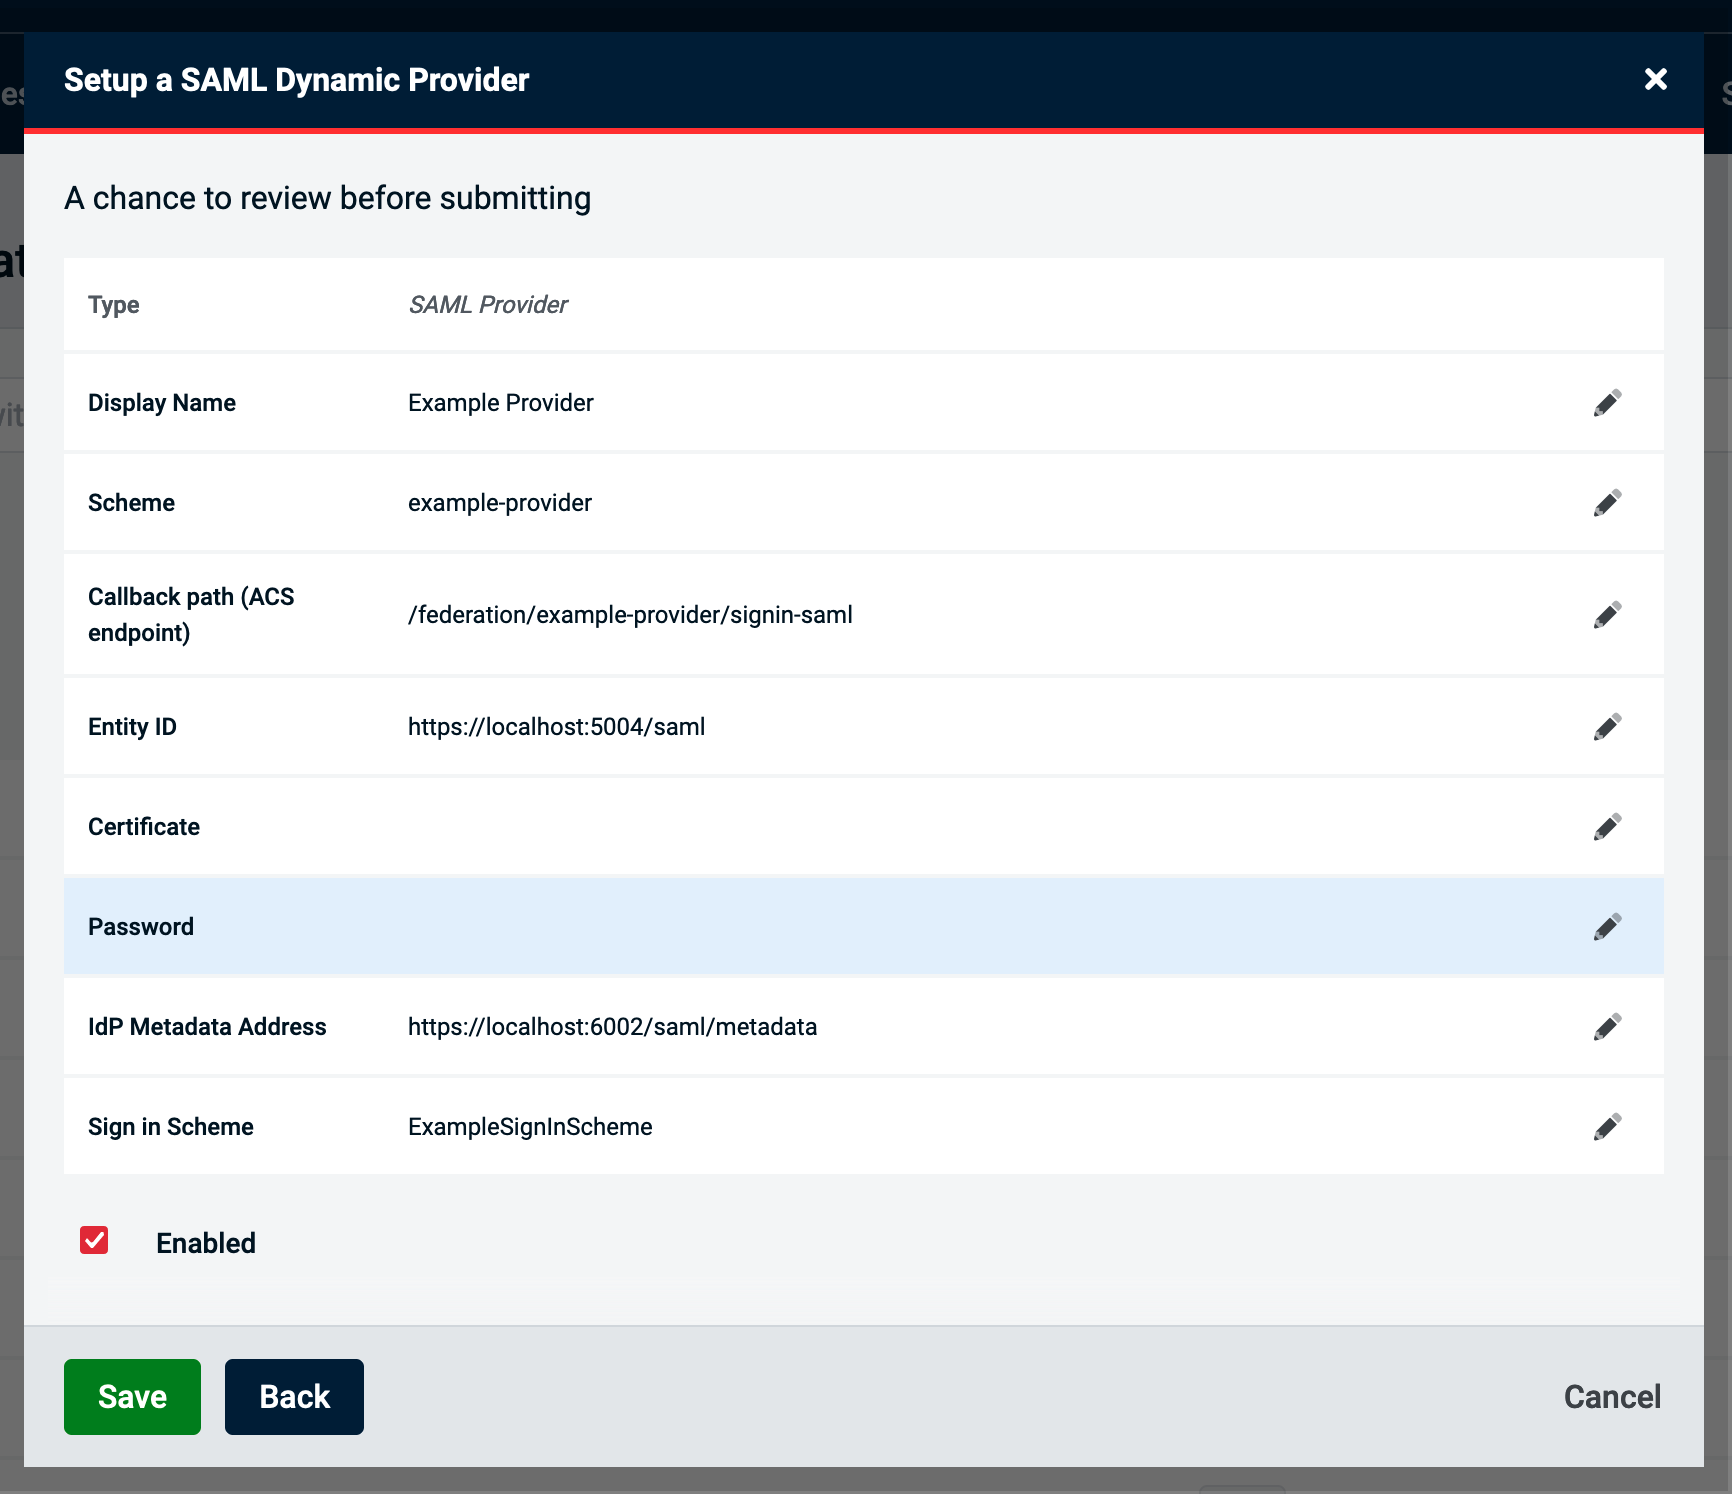 Setup a SAML Dynamic Provider
A chance to review before submitting
Type SAML Provider
Display Name Example Provider
Scheme example-provider
Callback path (ACS
endpoint) /federation/example-provider/signin-saml
Entity ID https://localhost:5004/saml
Certificate
Password
IdP Metadata Address https://localhost:6002/saml/metadata
Sign in Scheme ExampleSignInScheme
Enabled
Save Back Cancel